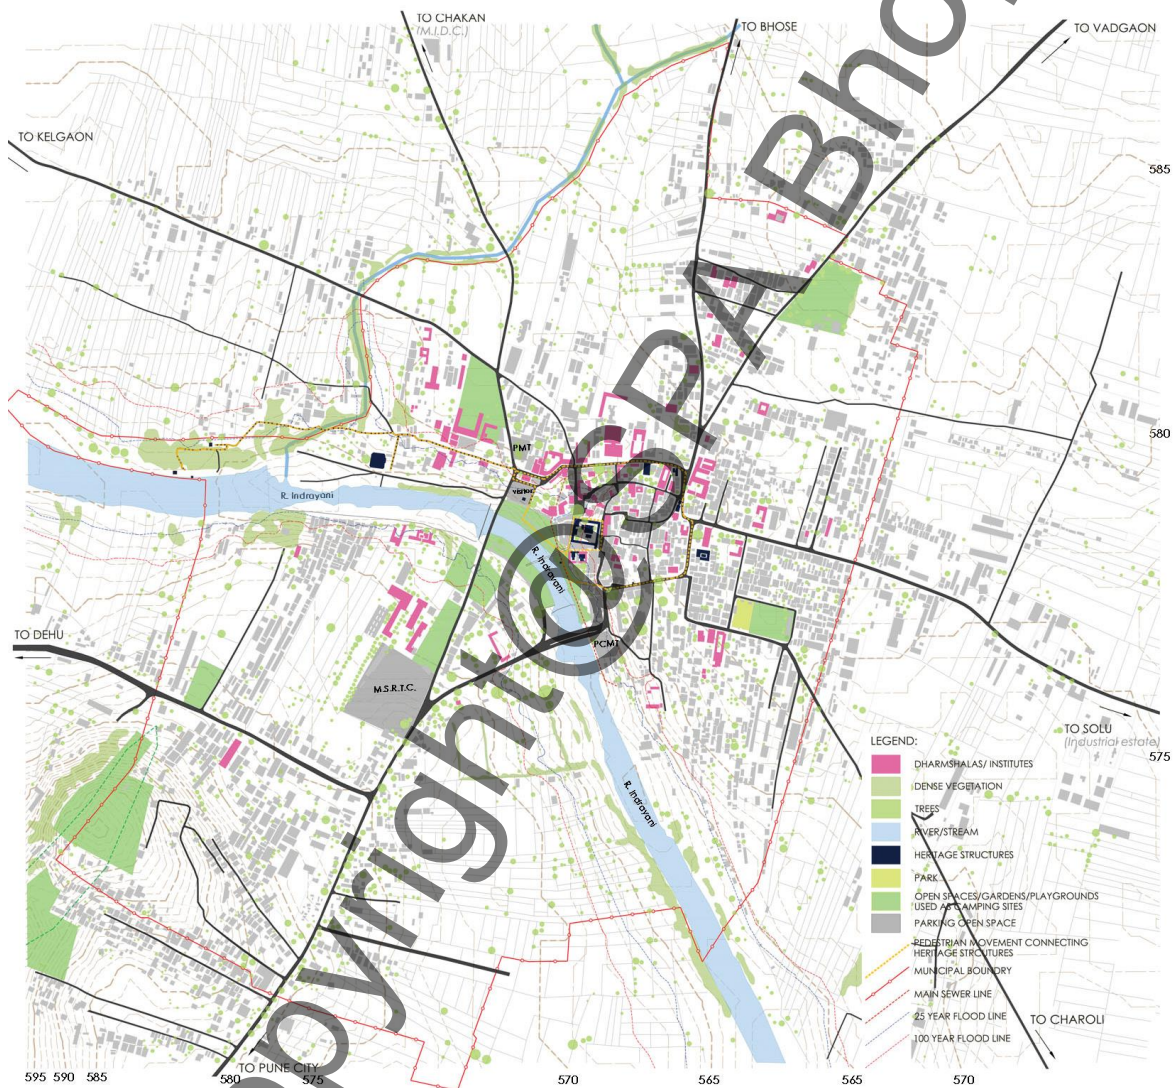 TO CHAKAN
(M.I.D.C.)
TO BHOSE
TO VADGAON
TO KELGAON
585
580
PMT
visitor
R. Indrayani
R. Indrayani
TO DEHU
PCMT
M.S.R.T.C.
TO SOLU
(Industrial estate)
575
R. Indrayani
LEGEND:
DHARMSHALAS/ INSTITUTES
DENSE VEGETATION
TREES
RIVER/STREAM
HERITAGE STRUCTURES
PARK
OPEN SPACES/GARDENS/PLAYGROUNDS
USED AS CAMPING SITES
PARKING OPEN SPACE
PEDESTRIAN MOVEMENT CONNECTING
HERITAGE STRCUTURES
MUNICIPAL BOUNDRY
MAIN SEWER LINE
25 YEAR FLOOD LINE
100 YEAR FLOOD LINE
TO CHAROLI
TO PUNE CITY
595 590 585 580 575 570 565 565 570
opyright@SPA Bho